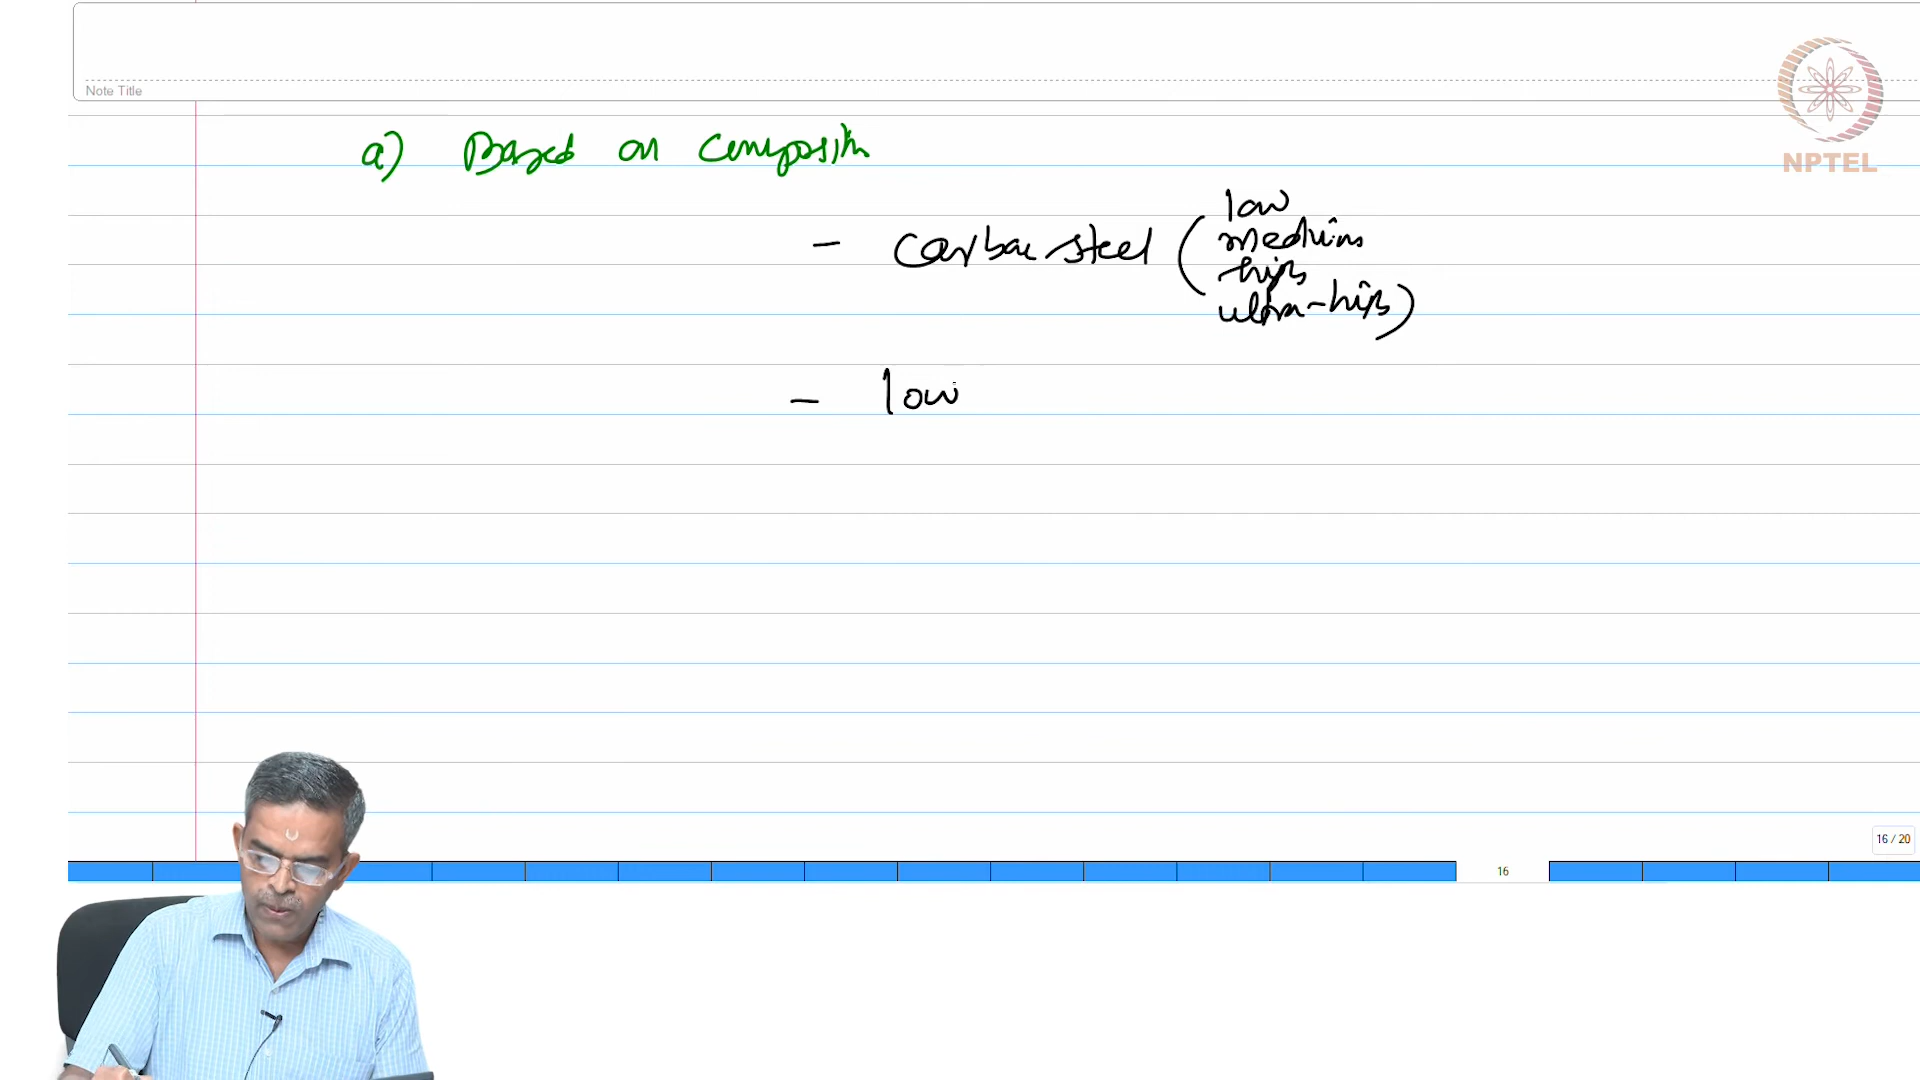 Note Title
NPTEL
a) Based on Composition
- Carbon steel (low
medium
high
ultra-high)
- low
16 / 20
16